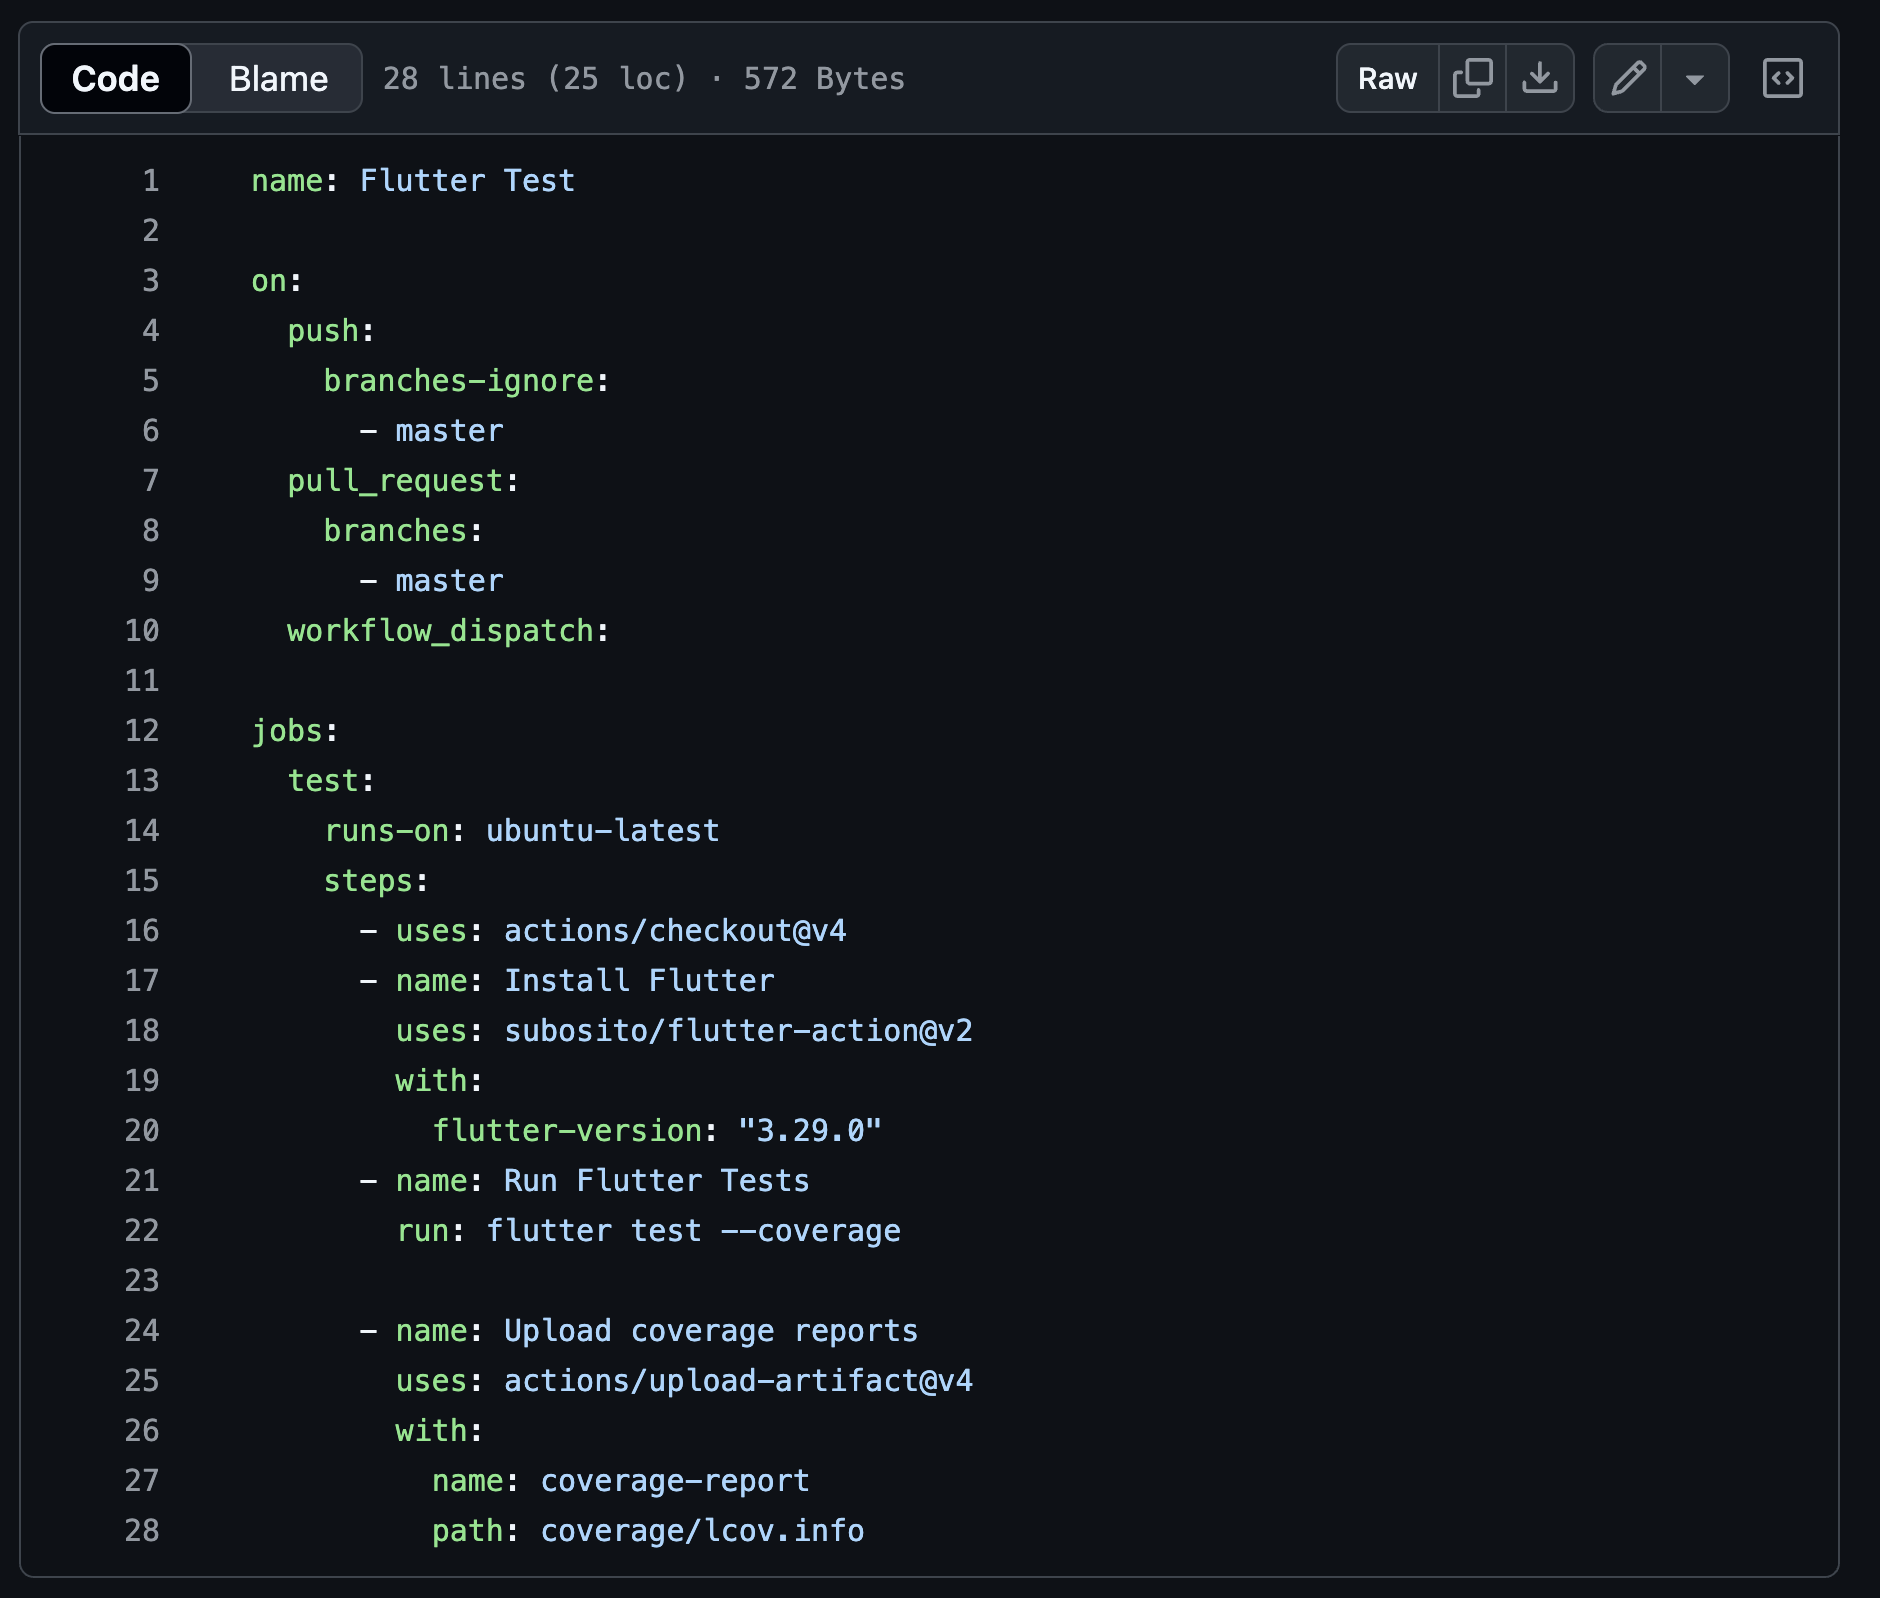 Code Blame 28 lines (25 loc) · 572 Bytes Raw
1 name: Flutter Test
2
3 on:
4   push:
5     branches-ignore:
6       - master
7   pull_request:
8     branches:
9       - master
10   workflow_dispatch:
11
12 jobs:
13   test:
14     runs-on: ubuntu-latest
15     steps:
16       - uses: actions/checkout@v4
17       - name: Install Flutter
18         uses: subosito/flutter-action@v2
19         with:
20           flutter-version: "3.29.0"
21       - name: Run Flutter Tests
22         run: flutter test --coverage
23
24       - name: Upload coverage reports
25         uses: actions/upload-artifact@v4
26         with:
27           name: coverage-report
28           path: coverage/lcov.info